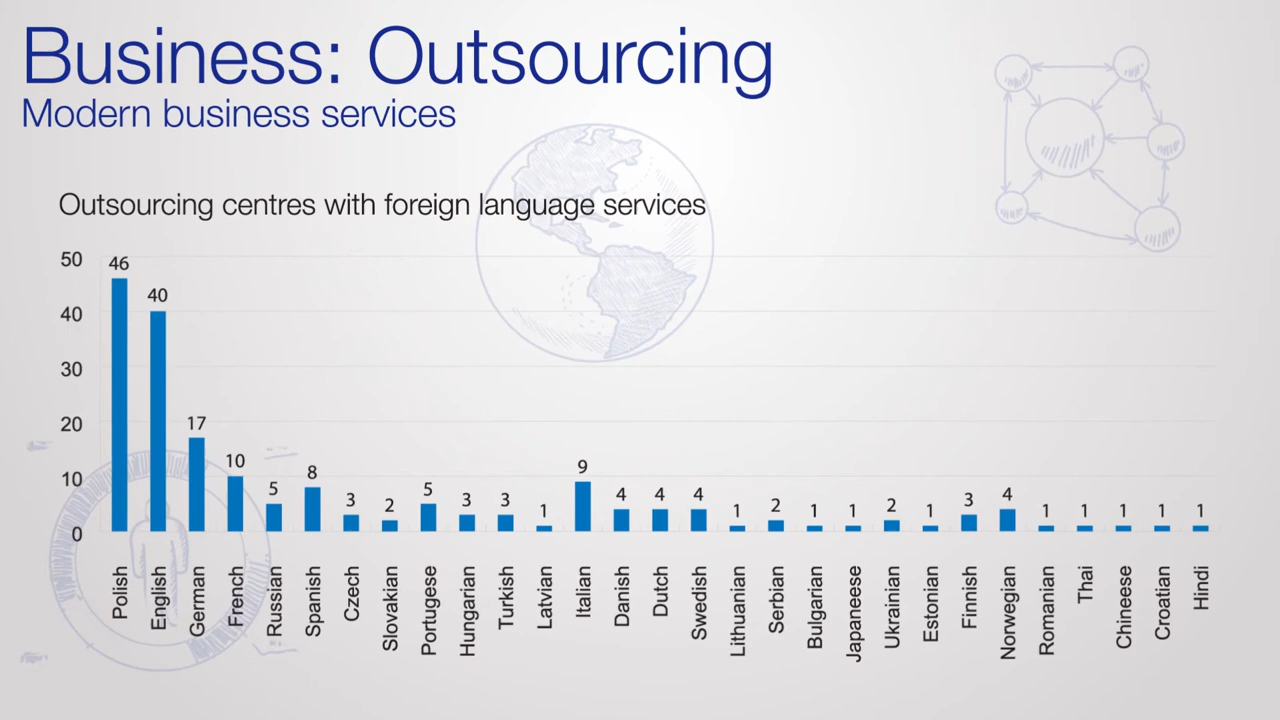 Business: Outsourcing
Modern business services
Outsourcing centres with foreign language services
50
40
30
20
10
0
46
40
17
10
5
8
3
2
5
3
3
1
9
4
4
4
1
2
1
1
2
1
3
4
1
1
1
1
1
Polish
English
German
French
Russian
Spanish
Czech
Slovakian
Portugese
Hungarian
Turkish
Latvian
Italian
Danish
Dutch
Swedish
Lithuanian
Serbian
Bulgarian
Japaneese
Ukrainian
Estonian
Finnish
Norwegian
Romanian
Thai
Chineese
Croatian
Hindi